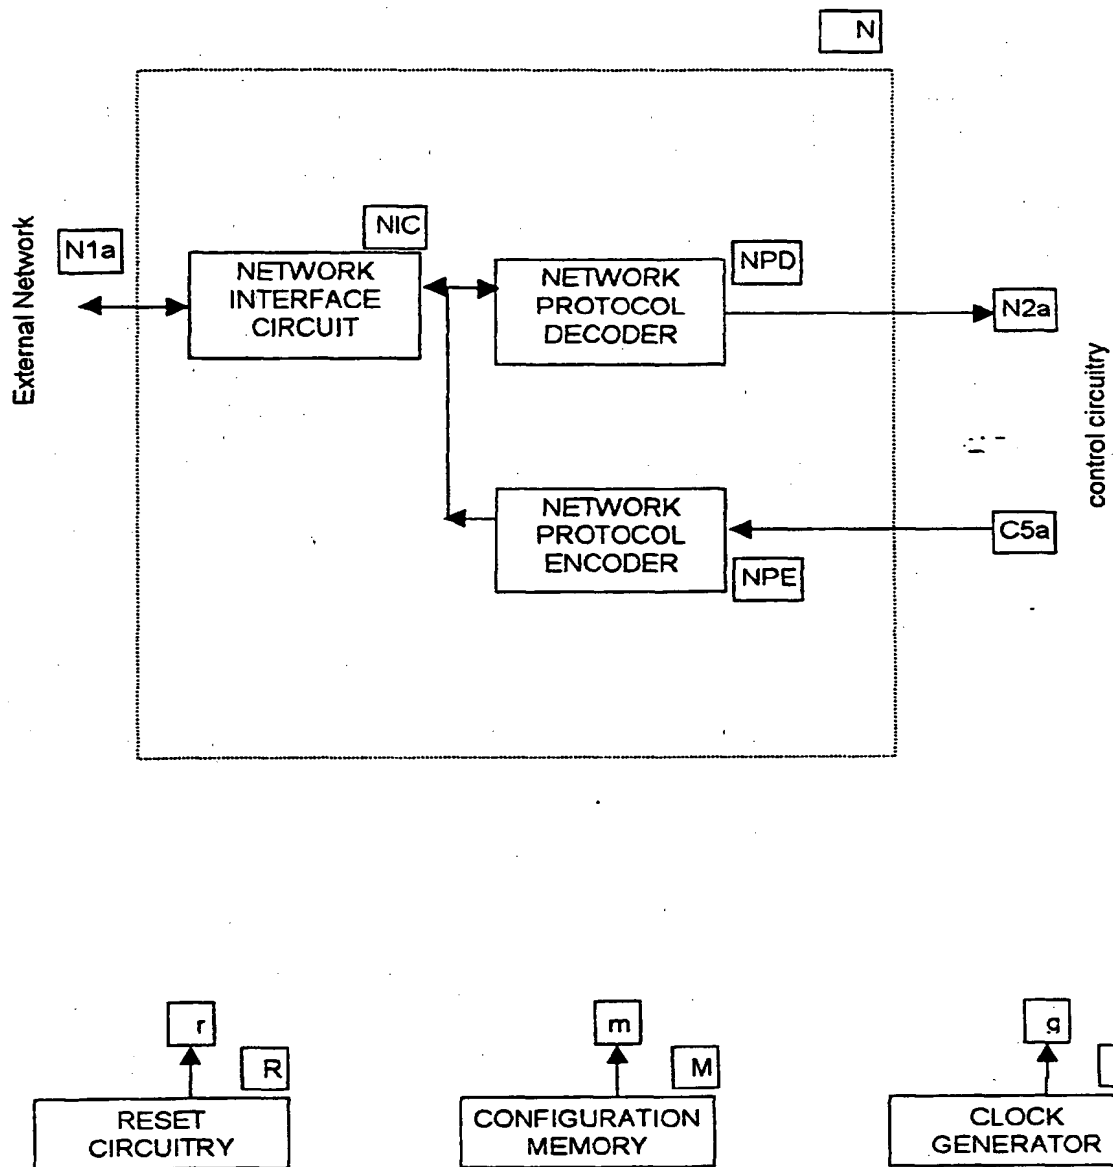 N
External Network
N1a
NIC
NETWORK
INTERFACE
CIRCUIT
NPD
NETWORK
PROTOCOL
DECODER
N2a
control circuitry
NETWORK
PROTOCOL
ENCODER
NPE
C5a
r
R
RESET
CIRCUITRY
m
M
CONFIGURATION
MEMORY
g
CLOCK
GENERATOR